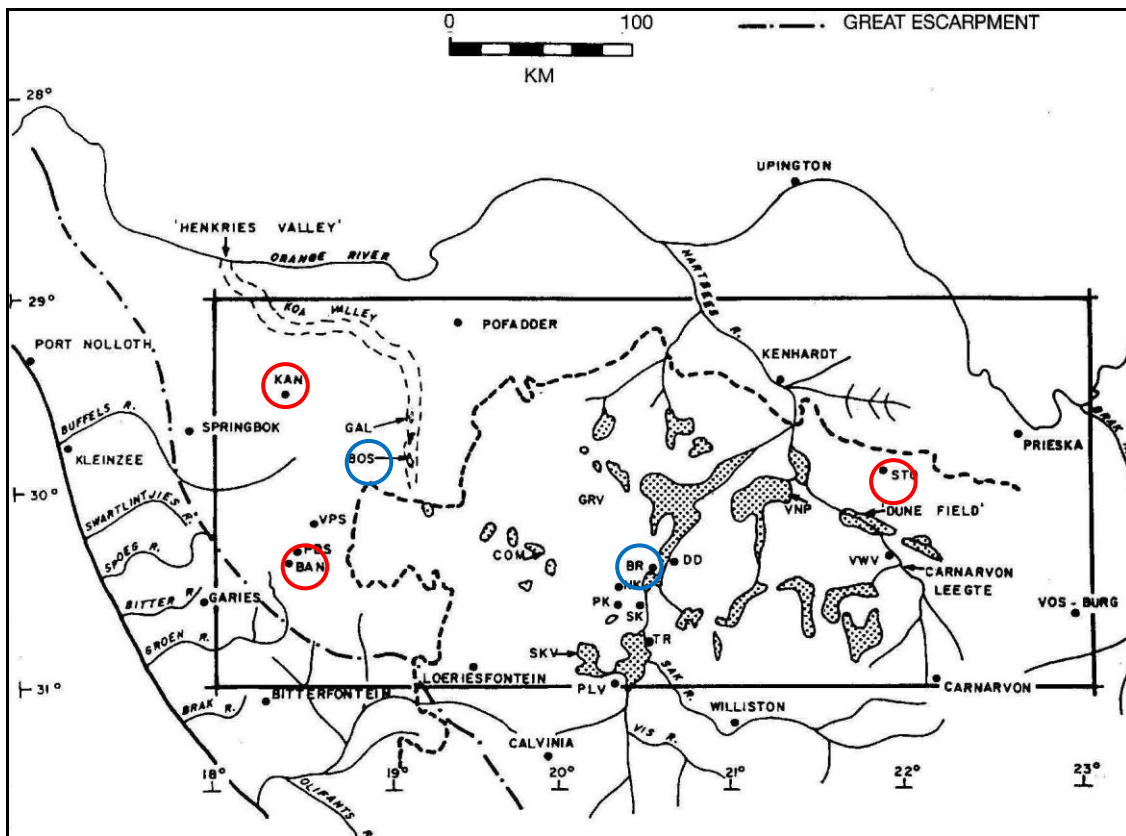 0 100
KM
GREAT ESCARPMENT
28°
UPINGTON
'HENKRIES VALLEY'
ORANGE RIVER
HARTBEES R.
29°
KOA VALLEY
POFADDER
PORT NOLLOTH
KAN
KENHARDT
BUFFELS R.
SPRINGBOK
GAL
BRAK R.
PRIESKA
KLEINZEE
BOS
STO
30°
GRV
VNP
'DUNE FIELD'
SWARTLINTJIES R.
VPS
SPOEG R.
COM
BR
DD
VWV
BAN
CARNARVON
LEEGTE
BITTER R.
GARIES
PK
SK
VOS-BURG
GROEN R.
TR
SKV
31°
LOERIESFONTEIN
PLV
SAK R.
CARNARVON
BITTERFONTEIN
BRAK R.
WILLISTON
VIS R.
CALVINIA
18° 19° 20° 21° 22° 23°
OLIFANTS R.